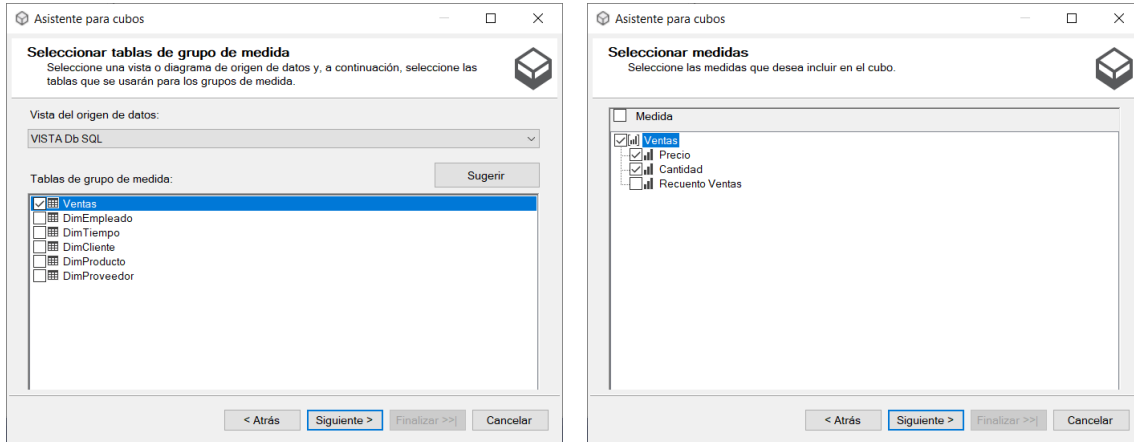 Asistente para cubos
Seleccionar tablas de grupo de medida
Seleccione una vista o diagrama de origen de datos y, a continuación, seleccione las
tablas que se usarán para los grupos de medida.
Vista del origen de datos:
VISTA Db SQL
Tablas de grupo de medida:
Sugerir
Ventas
DimEmpleado
DimTiempo
DimCliente
DimProducto
DimProveedor
< Atrás
Siguiente >
Finalizar >>|
Cancelar
Asistente para cubos
Seleccionar medidas
Seleccione las medidas que desea incluir en el cubo.
Medida
Ventas
Precio
Cantidad
Recuento Ventas
< Atrás
Siguiente >
Finalizar >>|
Cancelar